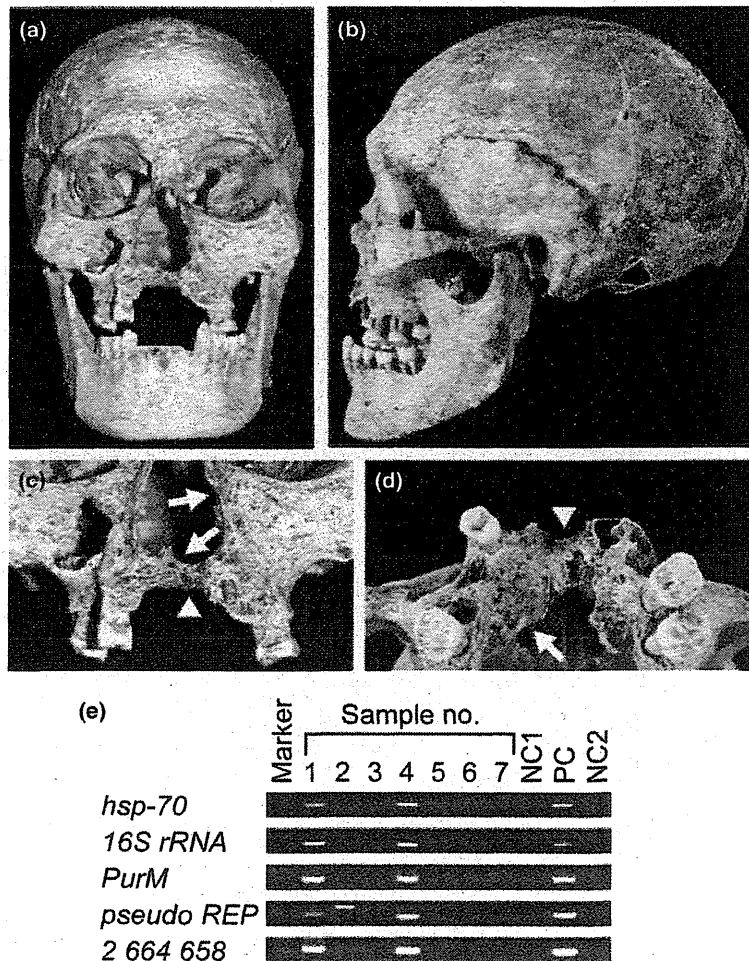 (a)
(b)
(c)
(d)
(e)
Sample no.
Marker 1 2 3 4 5 6 7 NC1 PC NC2
hsp-70
16S rRNA
PurM
pseudo REP
2 664 658